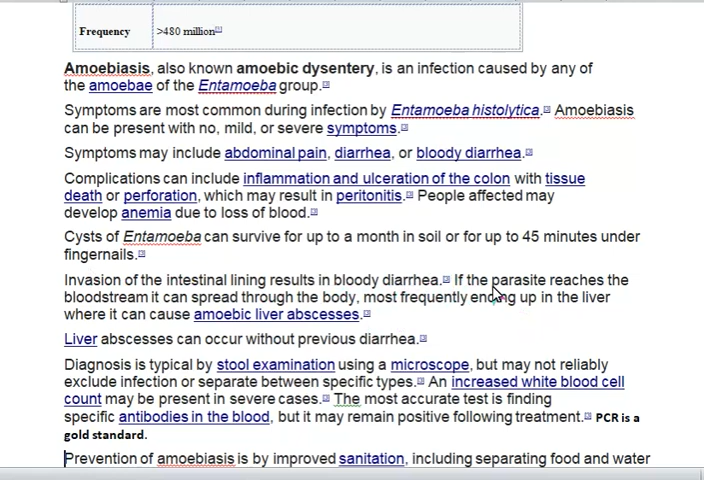 Frequency >480 million
Amoebiasis, also known amoebic dysentery, is an infection caused by any of
the amoebae of the Entamoeba group.
Symptoms are most common during infection by Entamoeba histolytica. Amoebiasis
can be present with no, mild, or severe symptoms.
Symptoms may include abdominal pain, diarrhea, or bloody diarrhea.
Complications can include inflammation and ulceration of the colon with tissue
death or perforation, which may result in peritonitis. People affected may
develop anemia due to loss of blood.
Cysts of Entamoeba can survive for up to a month in soil or for up to 45 minutes under
fingernails.
Invasion of the intestinal lining results in bloody diarrhea. If the parasite reaches the
bloodstream it can spread through the body, most frequently ending up in the liver
where it can cause amoebic liver abscesses.
Liver abscesses can occur without previous diarrhea.
Diagnosis is typical by stool examination using a microscope, but may not reliably
exclude infection or separate between specific types. An increased white blood cell
count may be present in severe cases. The most accurate test is finding
specific antibodies in the blood, but it may remain positive following treatment. PCR is a
gold standard.
Prevention of amoebiasis is by improved sanitation, including separating food and water